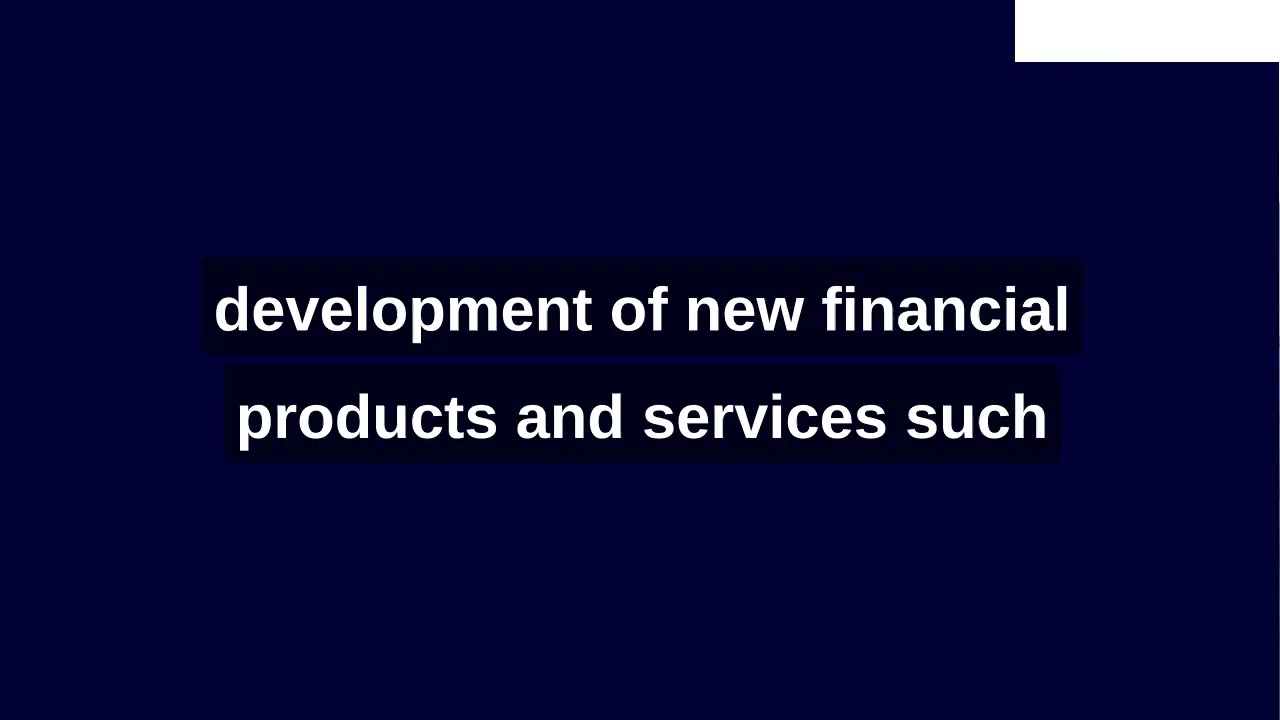 development of new financial
products and services such